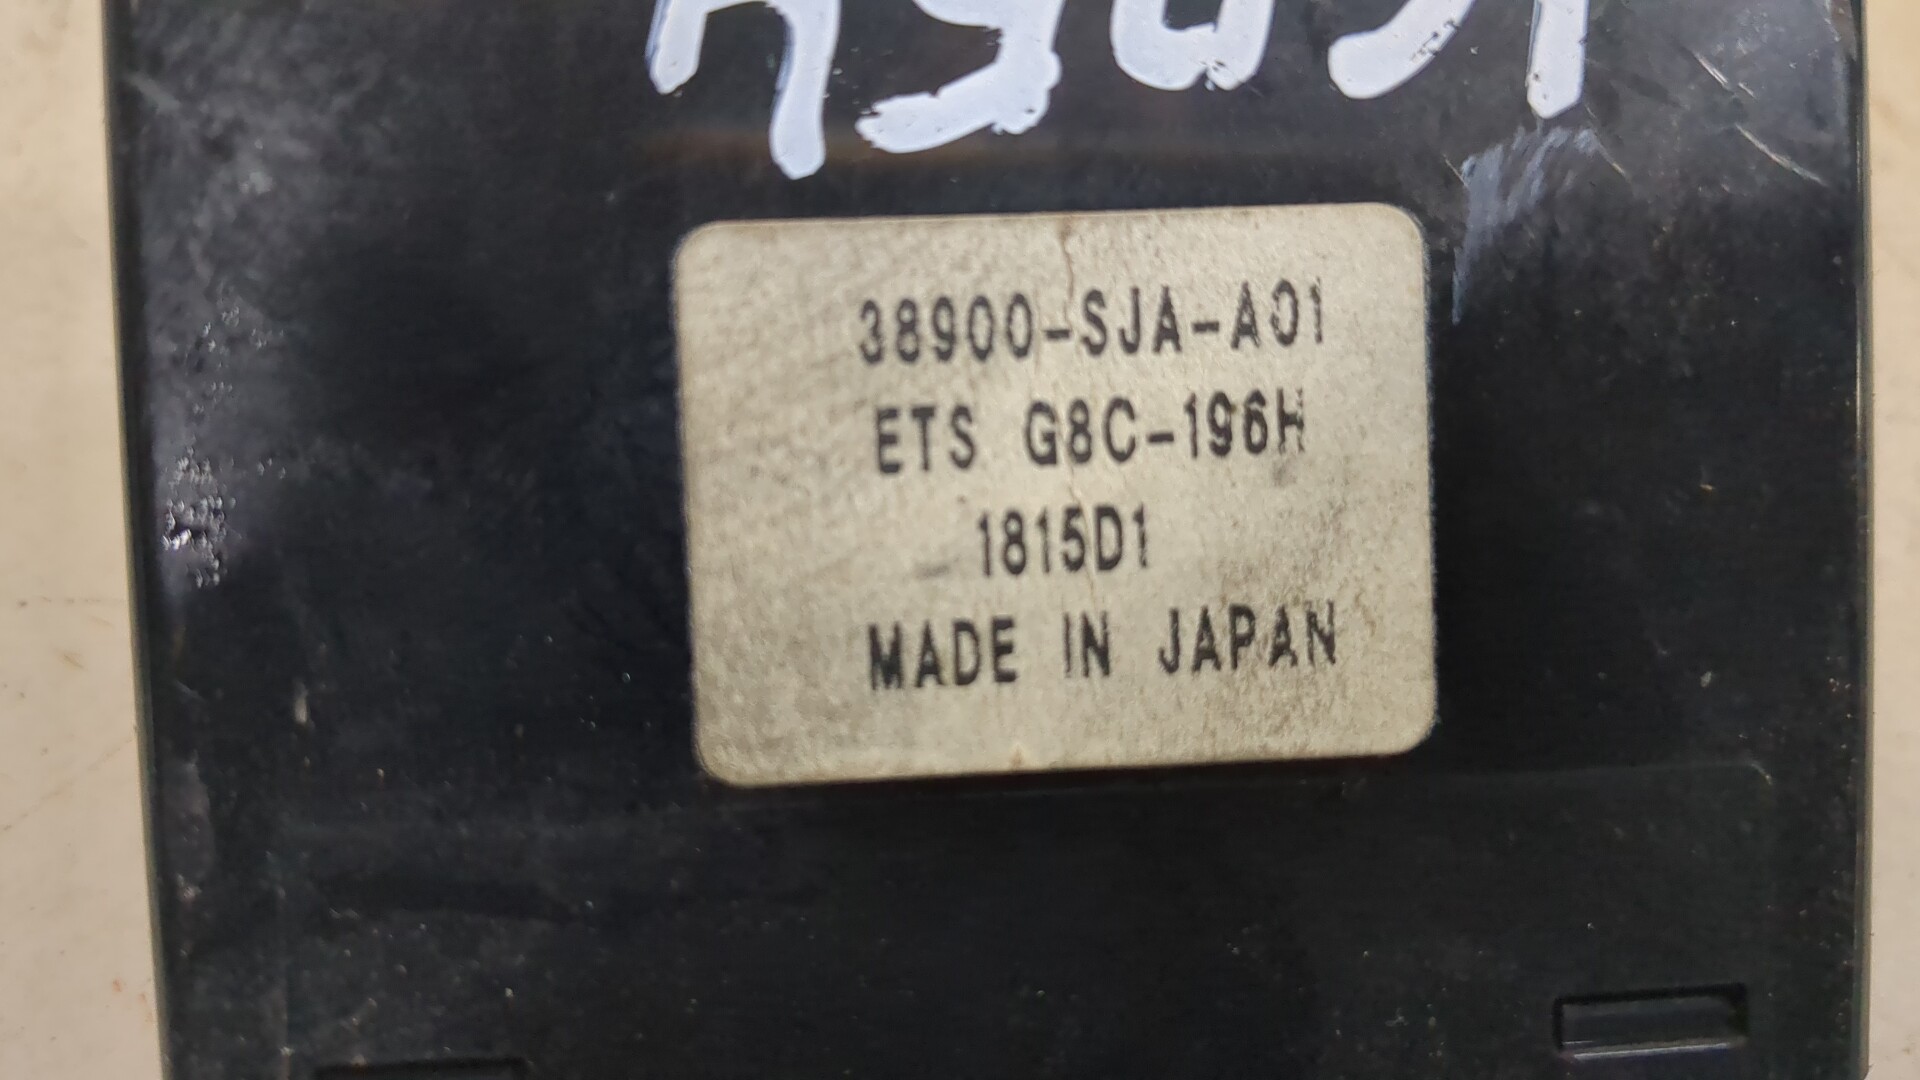 38900-SJA-A01
ETS G8C-196H
1815D1
MADE IN JAPAN